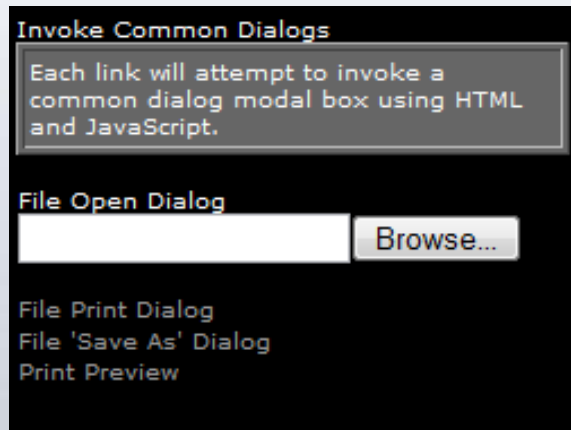 Invoke Common Dialogs
Each link will attempt to invoke a
common dialog modal box using HTML
and JavaScript.
File Open Dialog
Browse...
File Print Dialog
File 'Save As' Dialog
Print Preview